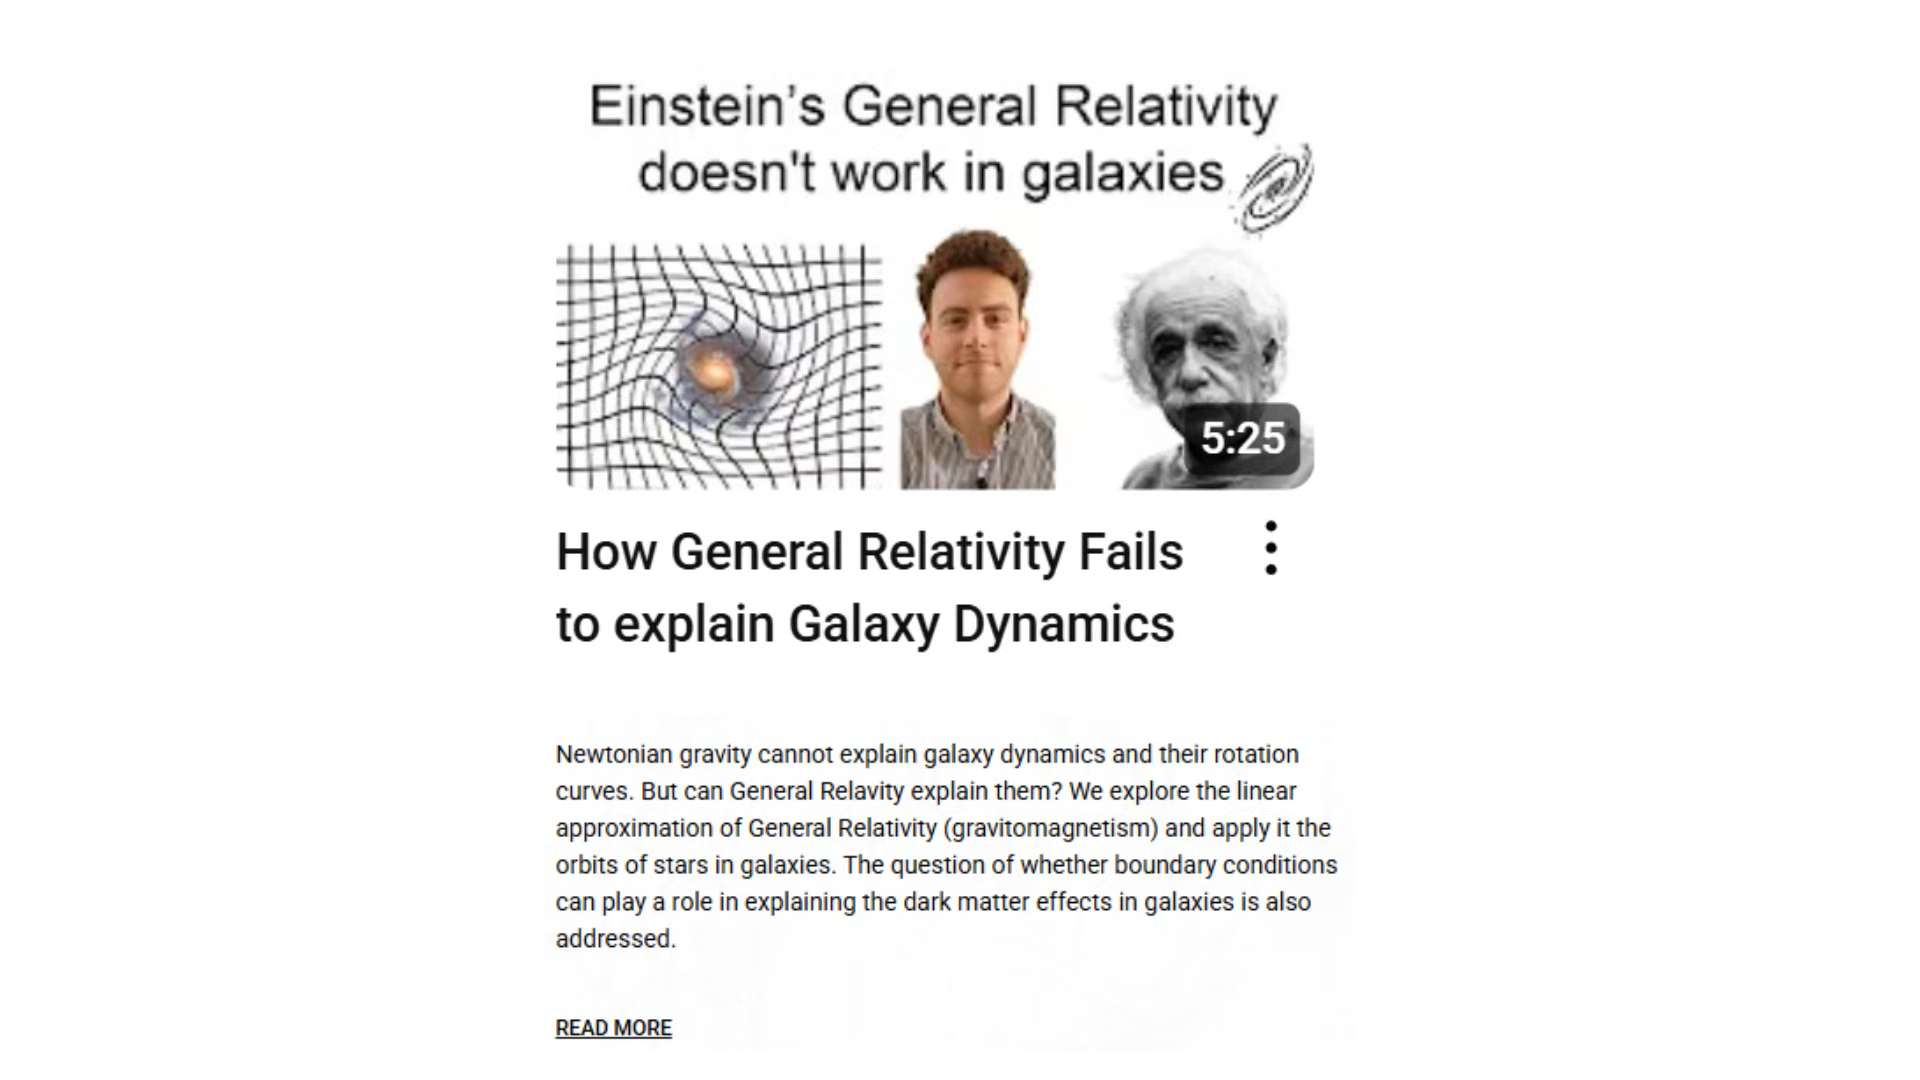 Einstein's General Relativity
doesn't work in galaxies
5:25
How General Relativity Fails
to explain Galaxy Dynamics
Newtonian gravity cannot explain galaxy dynamics and their rotation
curves. But can General Relavity explain them? We explore the linear
approximation of General Relativity (gravitomagnetism) and apply it the
orbits of stars in galaxies. The question of whether boundary conditions
can play a role in explaining the dark matter effects in galaxies is also
addressed.
READ MORE